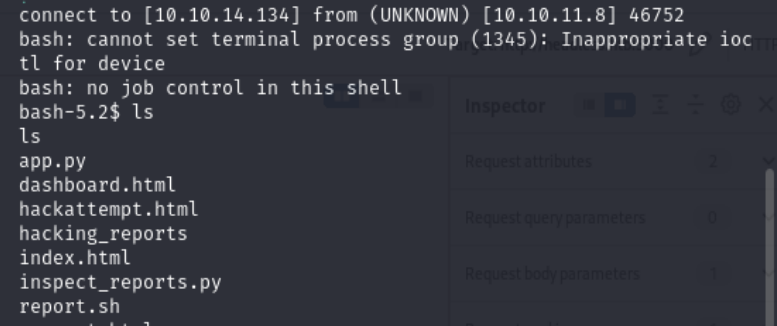 connect to [10.10.14.134] from (UNKNOWN) [10.10.11.8] 46752
bash: cannot set terminal process group (1345): Inappropriate ioc
tl for device
bash: no job control in this shell
bash-5.2$ ls
ls
app.py
dashboard.html
hackattempt.html
hacking_reports
index.html
inspect_reports.py
report.sh
Inspector
Request attributes 2
Request query parameters 0
Request body parameters 1